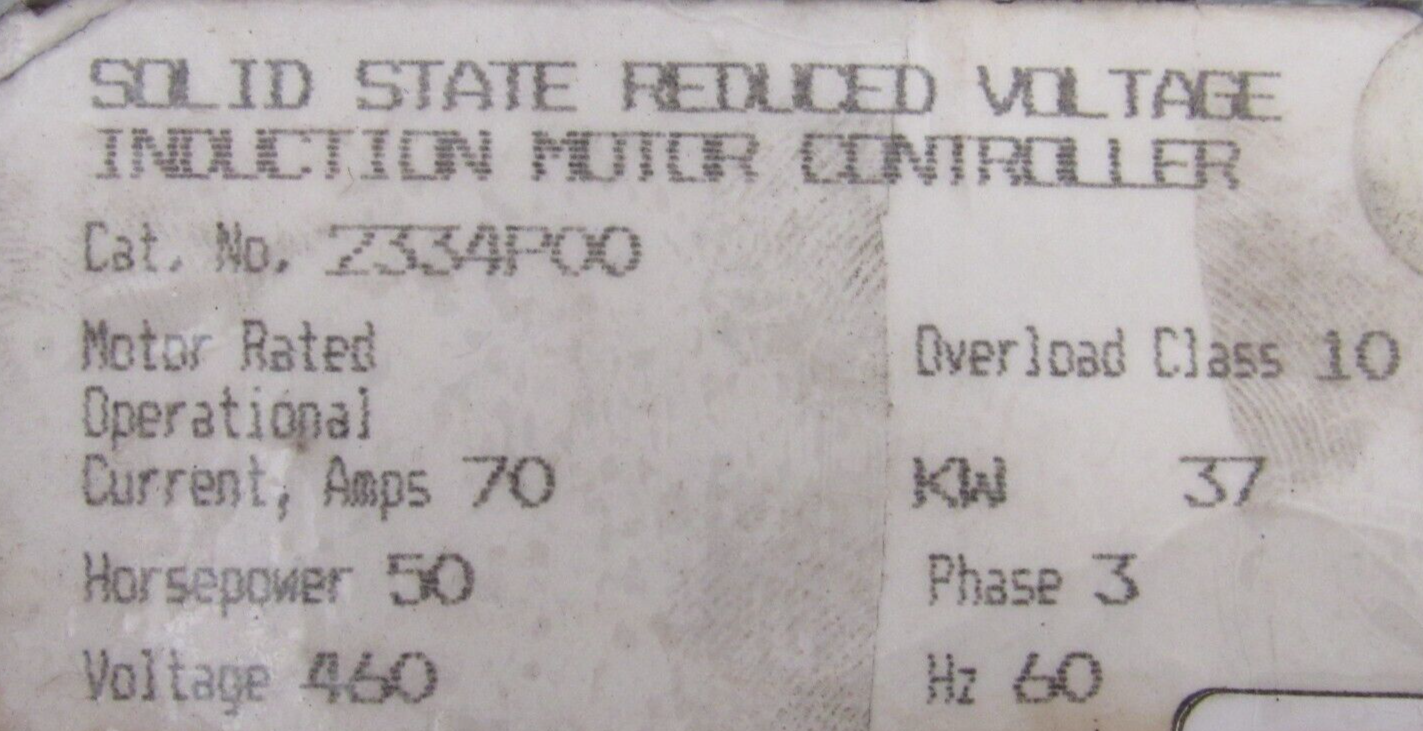 SOLID STATE REDUCED VOLTAGE
INDUCTION MOTOR CONTROLLER
Cat. No. 2334P00
Motor Rated
Operational
Current, Amps 70
Overload Class 10
KW 37
Horsepower 50
Phase 3
Voltage 460
Hz 60